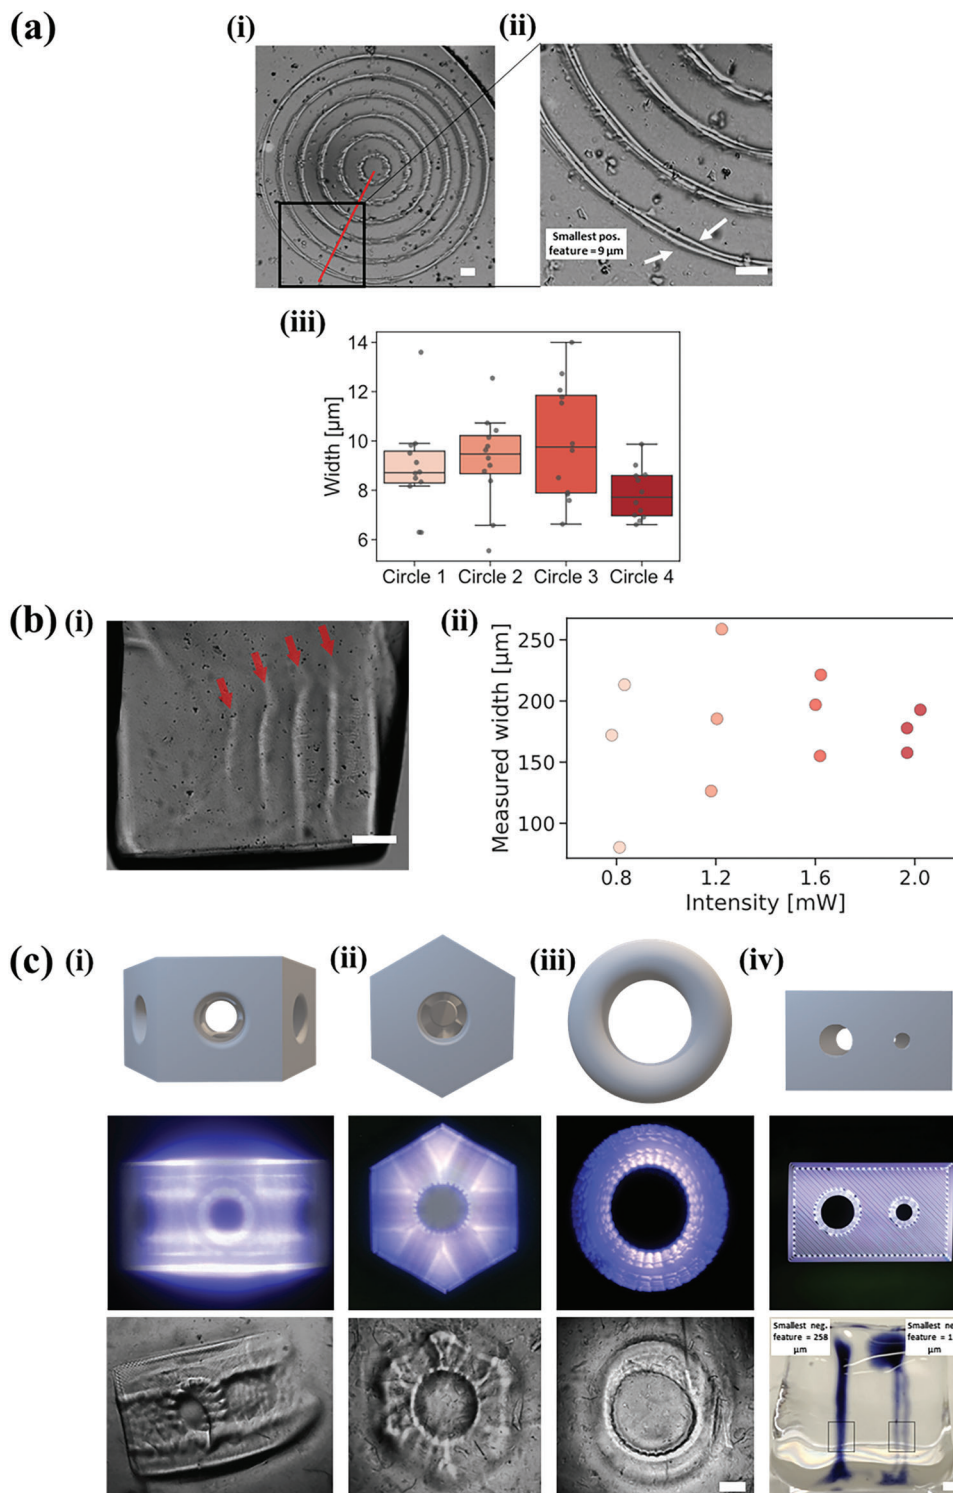 (a)
(i)
(ii)
Smallest pos.
feature = 9 µm
(iii)
Width [µm]
14
12
10
8
6
Circle 1 Circle 2 Circle 3 Circle 4
(b) (i)
(ii)
Measured width [µm]
250
200
150
100
0.8 1.2 1.6 2.0
Intensity [mW]
(c) (i) (ii) (iii) (iv)
Smallest neg.
feature = 258
µm
Smallest
feature =
µm